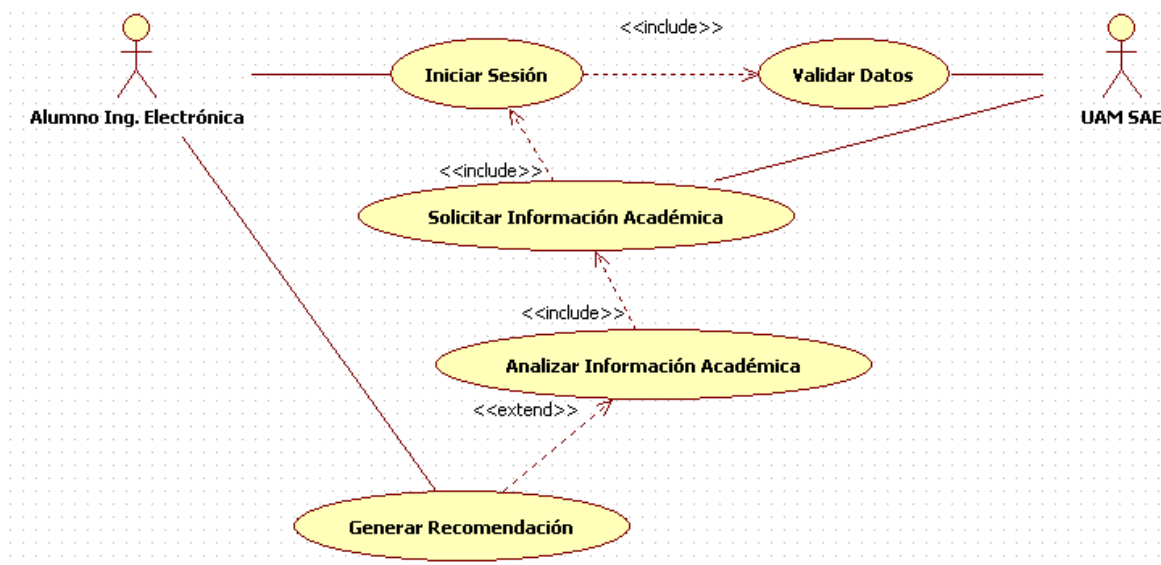 <<include>>
Iniciar Sesión
Validar Datos
Alumno Ing. Electrónica
UAM SAE
<<include>>
Solicitar Información Académica
<<include>>
Analizar Información Académica
<<extend>>
Generar Recomendación